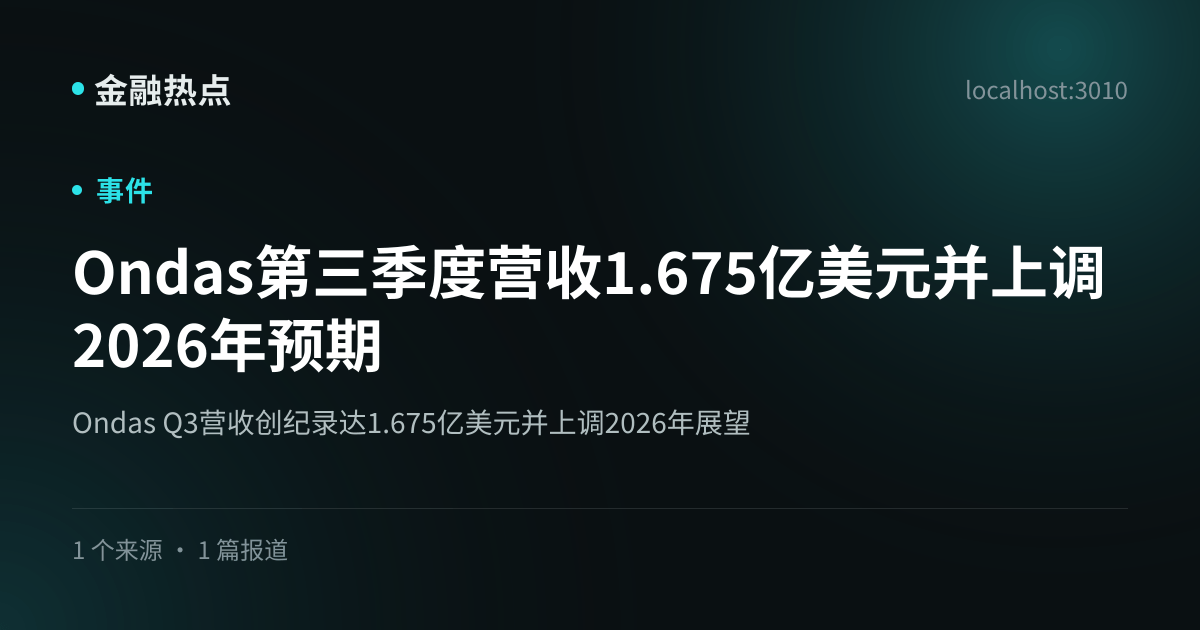 金融热点
localhost:3010
事件
Ondas第三季度营收1.675亿美元并上调
2026年预期
Ondas Q3营收创纪录达1.675亿美元并上调2026年展望
1 个来源 · 1 篇报道